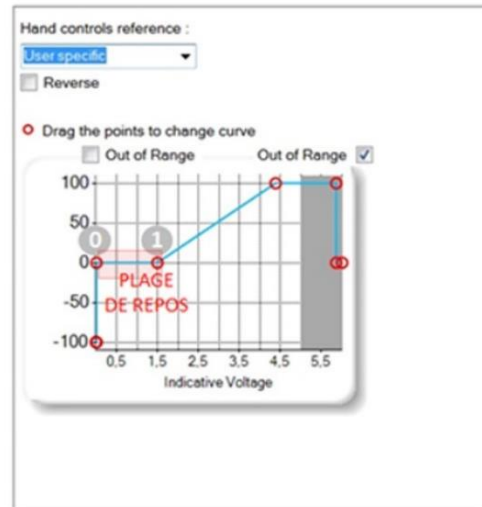 Hand controls reference :
User specific
Reverse
Drag the points to change curve
Out of Range Out of Range
100
50
0 1
0
PLAGE
-50
DE REPOS
-100
0,5 1,5 2,5 3,5 4,5 5,5
Indicative Voltage